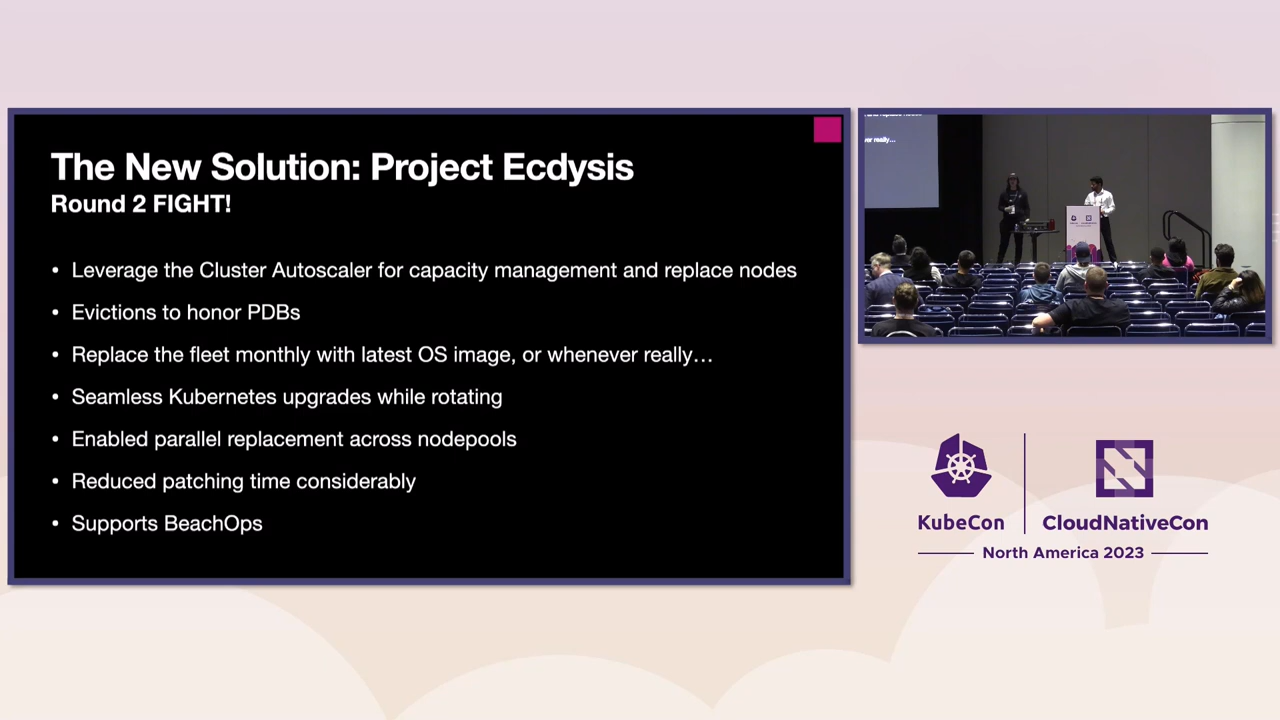 The New Solution: Project Ecdysis
Round 2 FIGHT!
• Leverage the Cluster Autoscaler for capacity management and replace nodes
• Evictions to honor PDBs
• Replace the fleet monthly with latest OS image, or whenever really…
• Seamless Kubernetes upgrades while rotating
• Enabled parallel replacement across nodepools
• Reduced patching time considerably
• Supports BeachOps
KubeCon
CloudNativeCon
North America 2023